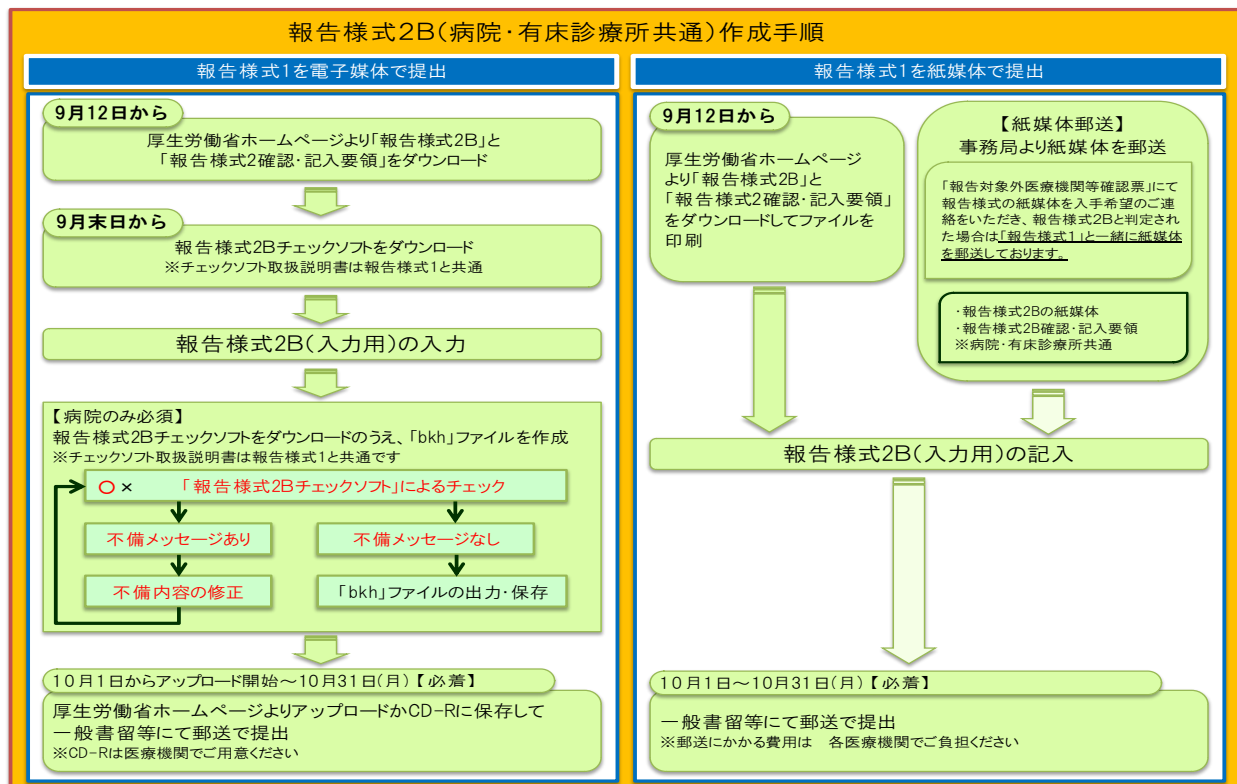 報告様式2B(病院・有床診療所共通)作成手順
報告様式1を電子媒体で提出
9月12日から
厚生労働省ホームページより「報告様式2B」と
「報告様式2確認・記入要領」をダウンロード
9月末日から
報告様式2Bチェックソフトをダウンロード
※チェックソフト取扱説明書は報告様式1と共通
報告様式2B(入力用)の入力
【病院のみ必須】
報告様式2Bチェックソフトをダウンロードのうえ、「bkh」ファイルを作成
※チェックソフト取扱説明書は報告様式1と共通です
○× 「報告様式2Bチェックソフト」によるチェック
不備メッセージあり
不備メッセージなし
不備内容の修正
「bkh」ファイルの出力・保存
10月1日からアップロード開始～10月31日(月)【必着】
厚生労働省ホームページよりアップロードかCD-Rに保存して
一般書留等にて郵送で提出
※CD-Rは医療機関でご用意ください
報告様式1を紙媒体で提出
9月12日から
厚生労働省ホームページ
より「報告様式2B」と
「報告様式2確認・記入要領」
をダウンロードしてファイルを
印刷
【紙媒体郵送】
事務局より紙媒体を郵送
「報告対象外医療機関等確認票」にて
報告様式の紙媒体を入手希望のご連
絡をいただき、報告様式2Bと判定され
た場合は「報告様式1」と一緒に紙媒体
を郵送しております。
・報告様式2Bの紙媒体
・報告様式2B確認・記入要領
※病院・有床診療所共通
報告様式2B(入力用)の記入
10月1日～10月31日(月)【必着】
一般書留等にて郵送で提出
※郵送にかかる費用は 各医療機関でご負担ください